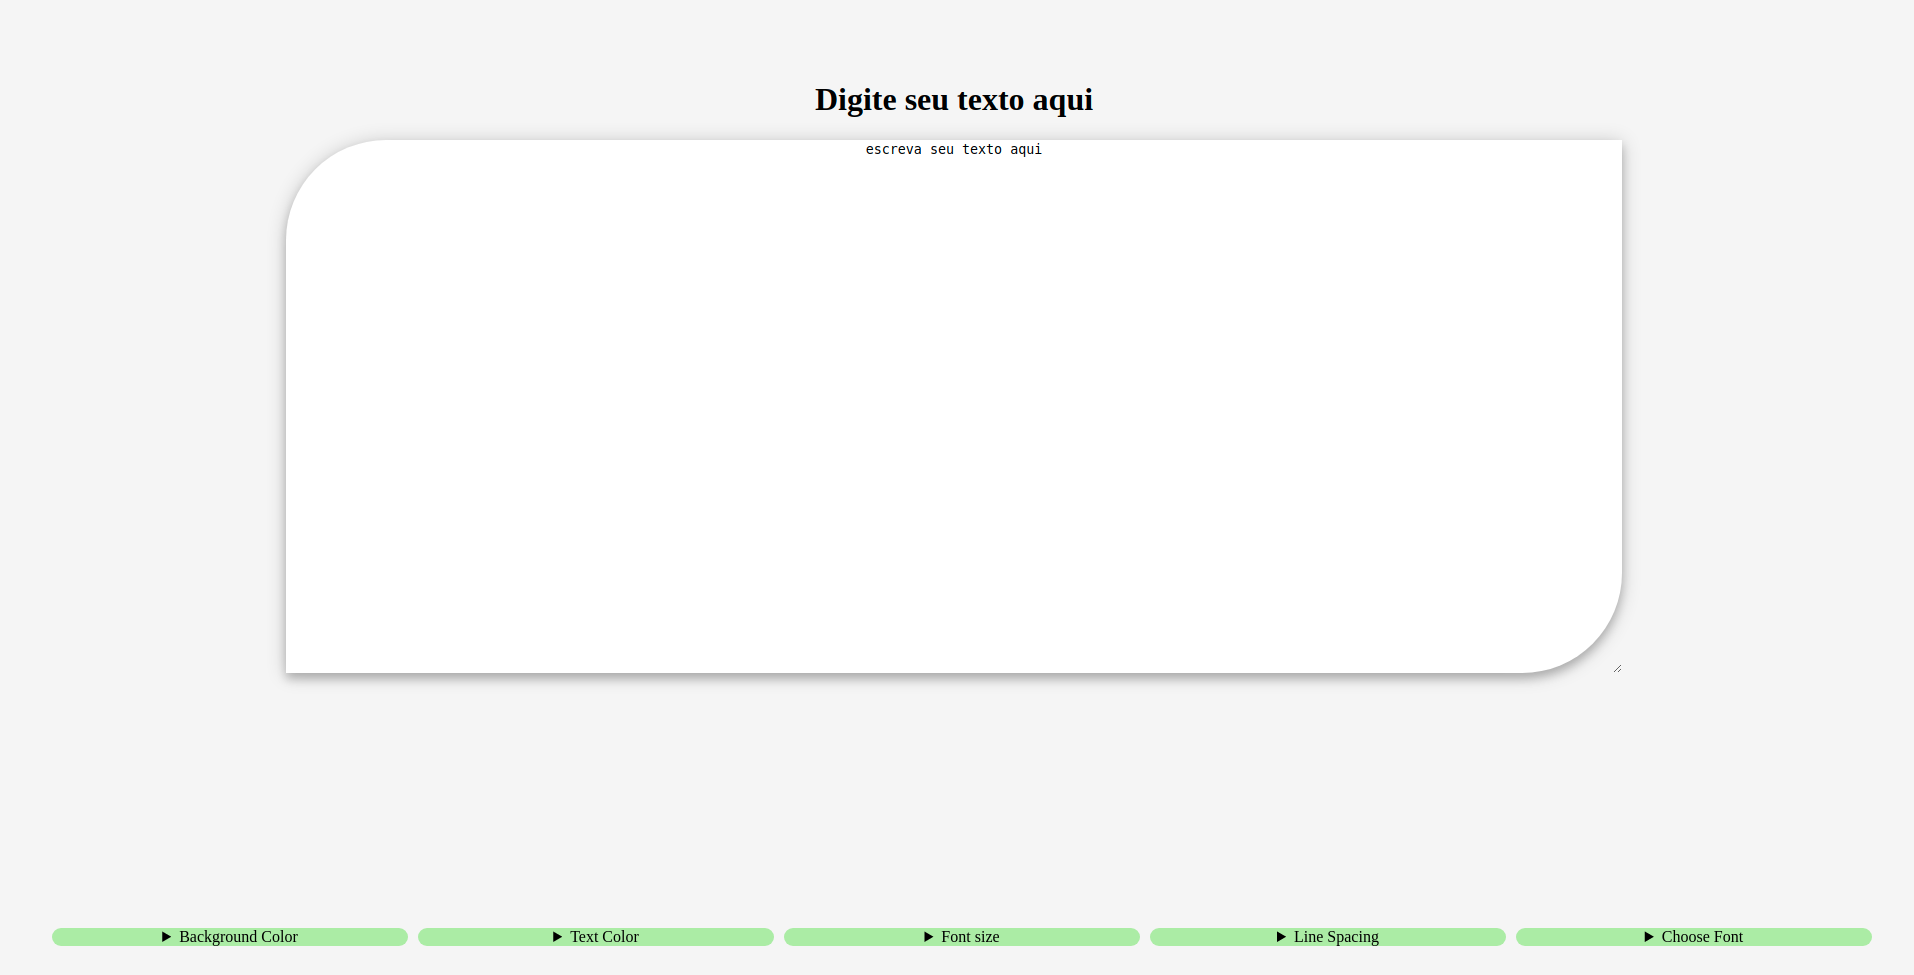 Digite seu texto aqui
escreva seu texto aqui
Background Color
Text Color
Font size
Line Spacing
Choose Font